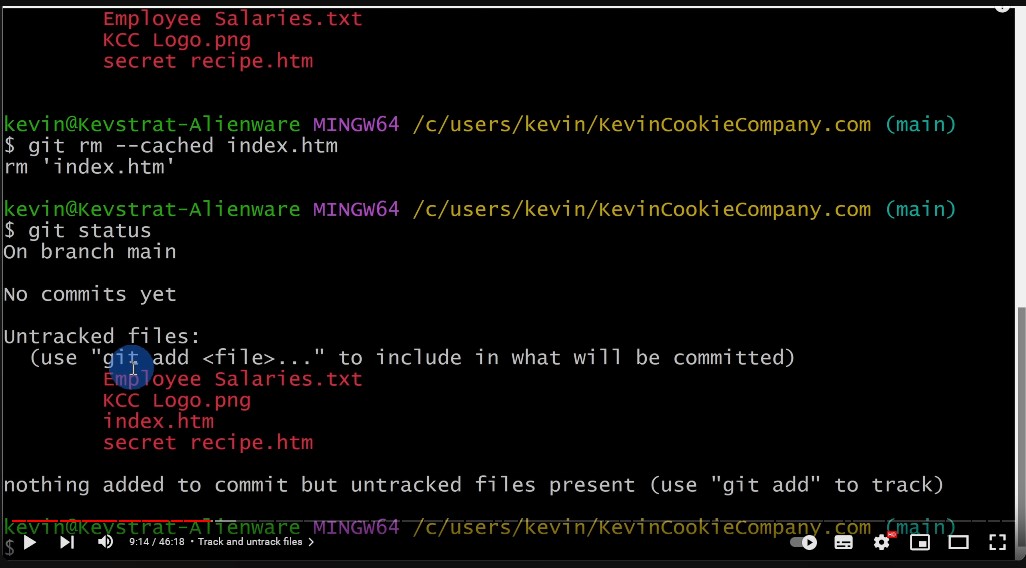 Employee Salaries.txt
KCC Logo.png
secret recipe.htm
kevin@Kevstrat-Alienware MINGW64 /c/users/kevin/KevinCookieCompany.com (main)
$ git rm --cached index.htm
rm 'index.htm'
kevin@Kevstrat-Alienware MINGW64 /c/users/kevin/KevinCookieCompany.com (main)
$ git status
On branch main
No commits yet
Untracked files:
(use "git add <file>..." to include in what will be committed)
Employee Salaries.txt
KCC Logo.png
index.htm
secret recipe.htm
nothing added to commit but untracked files present (use "git add" to track)
kevin@Kevstrat-Alienware MINGW64 /c/users/kevin/KevinCookieCompany.com (main)
$
9:14 / 46:18 • Track and untrack files >
HD